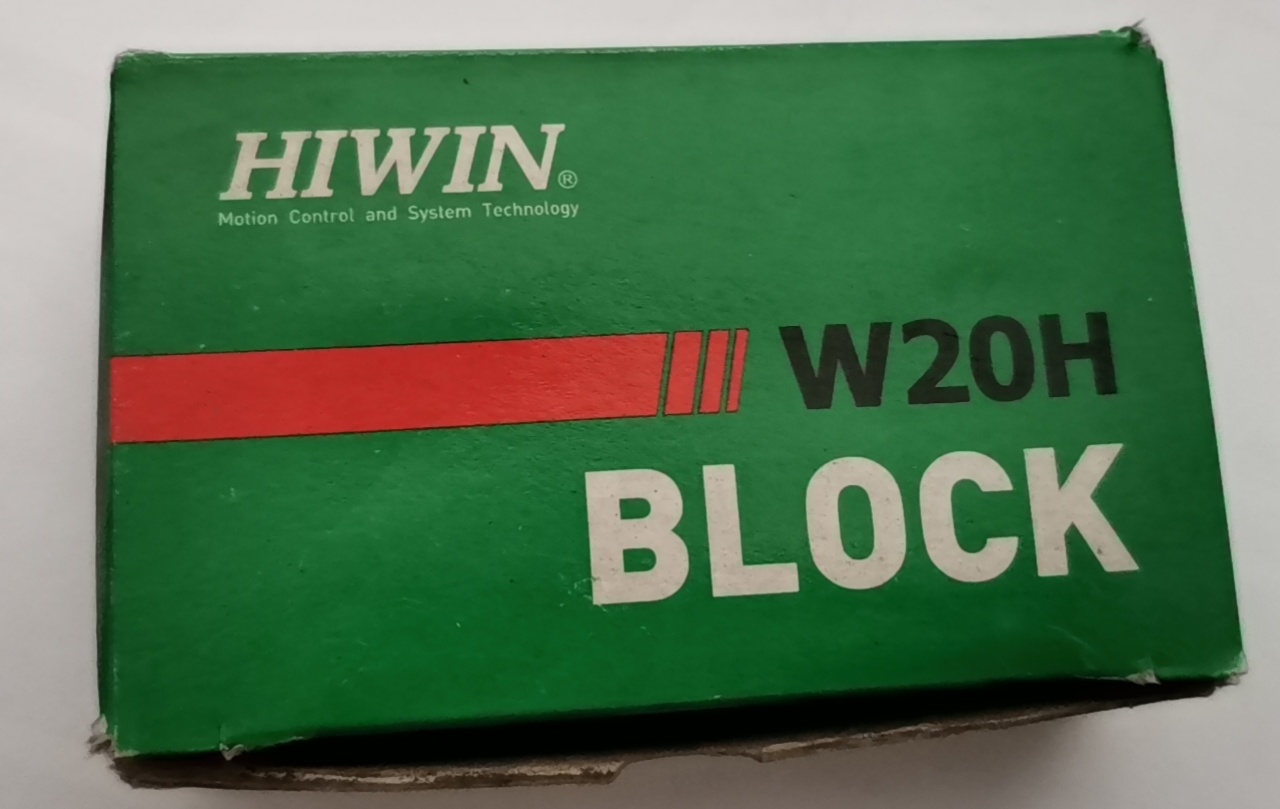 HIWIN®
Motion Control and System Technology
W20H
BLOCK